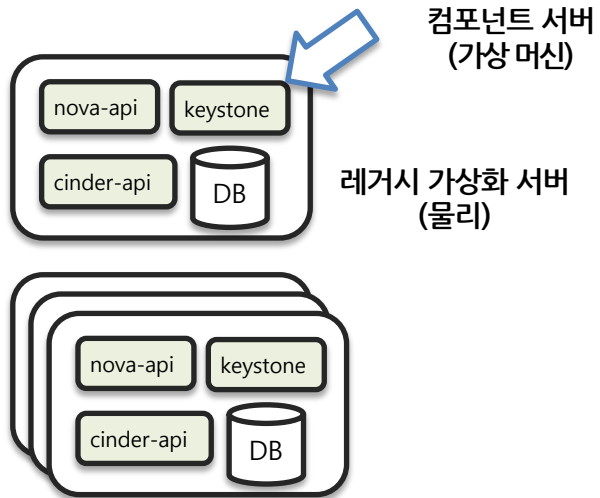 컴포넌트 서버
(가상 머신)
nova-api
keystone
cinder-api
DB
레거시 가상화 서버
(물리)
nova-api
keystone
cinder-api
DB